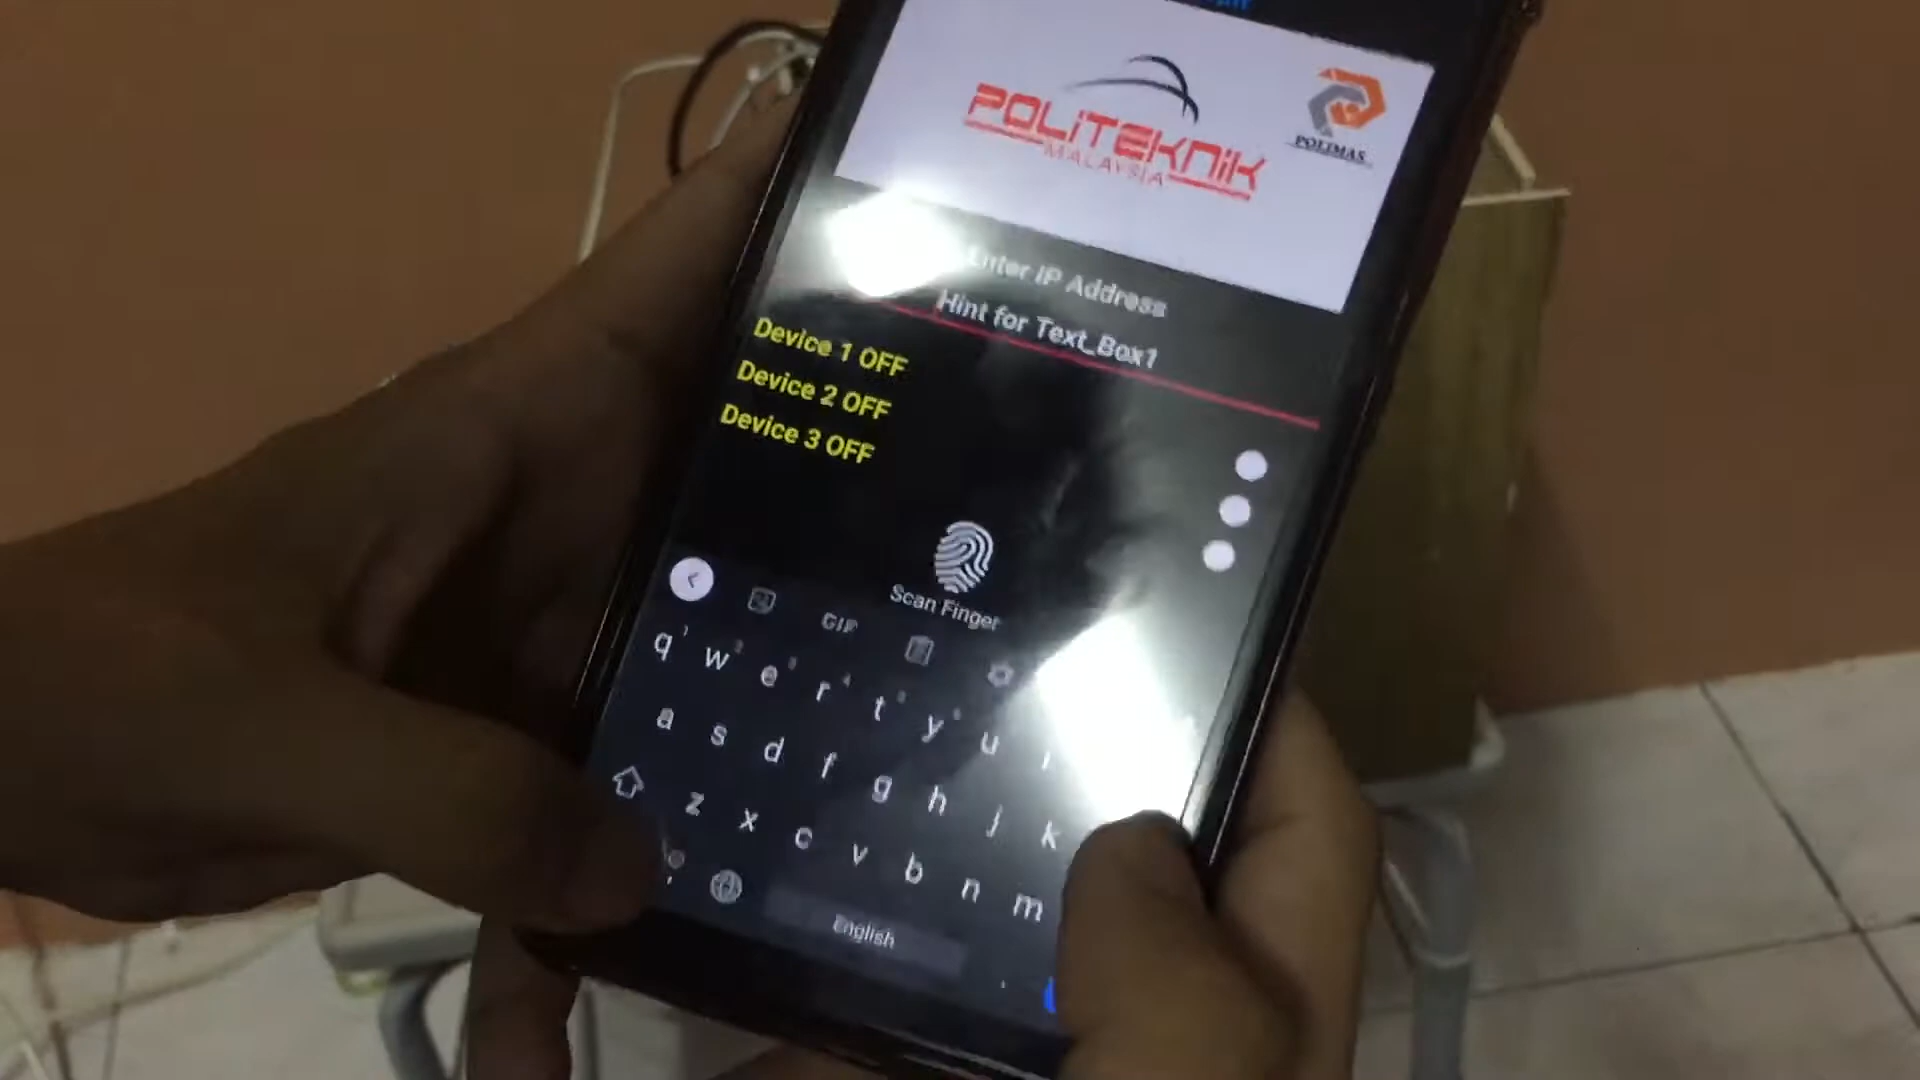 POLiTEKNiK
MALAYSIA
POLIMAS
Enter IP Address
Hint for Text_Box1
Device 1 OFF
Device 2 OFF
Device 3 OFF
Scan Finger
GIF
q w e r t y u
a s d f g h j k
z x c v b n m
English